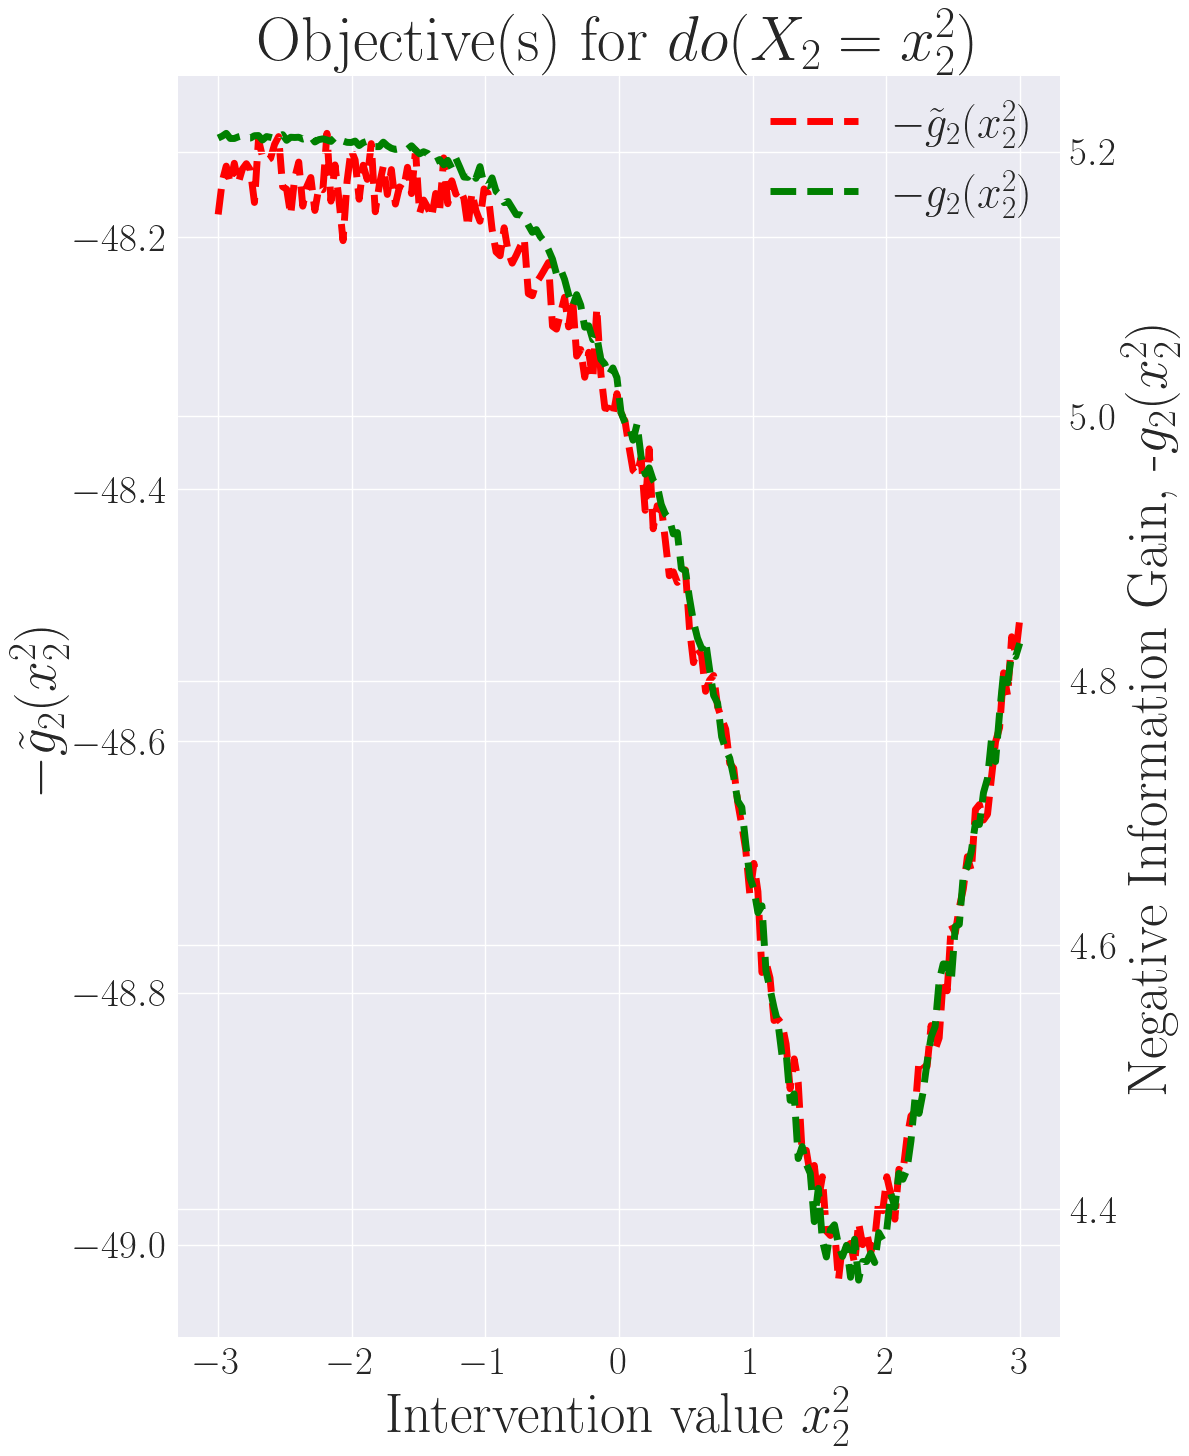 Objective(s) for $do(X_2 = x_2^2)$
$-\tilde{g}_2(x_2^2)$
$-g_2(x_2^2)$
$-\tilde{g}_2(x_2^2)$
−48.2
−48.4
−48.6
−48.8
−49.0
5.2
5.0
4.8
4.6
4.4
Negative Information Gain, -$g_2(x_2^2)$
−3 −2 −1 0 1 2 3
Intervention value $x_2^2$